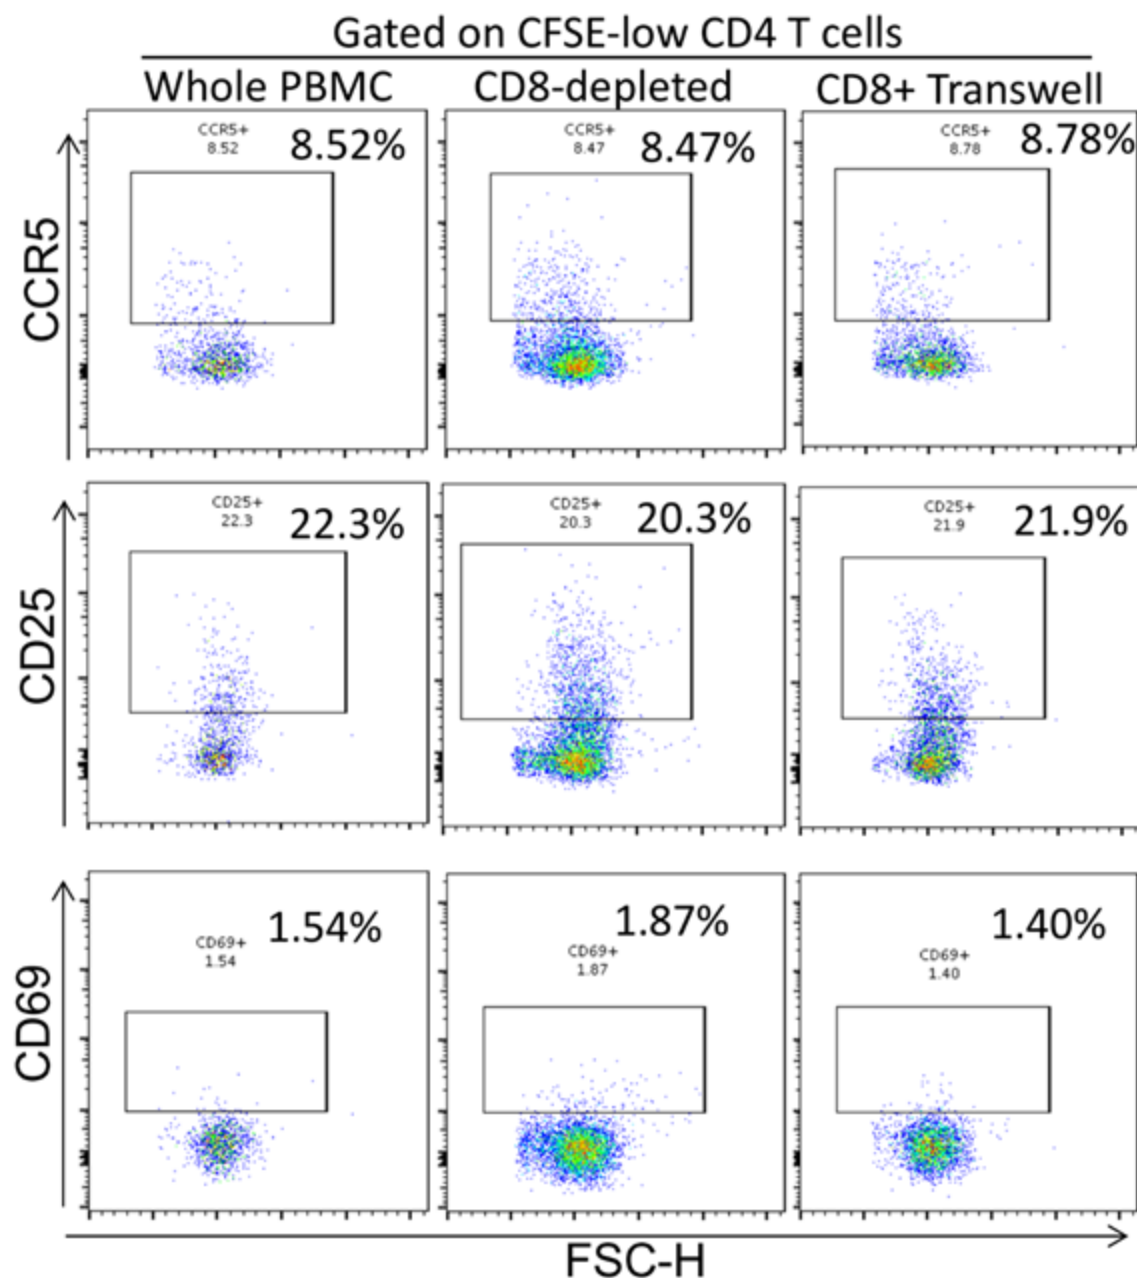 Gated on CFSE-low CD4 T cells
Whole PBMC CD8-depleted CD8+ Transwell
CCR5
CCR5+
8.52
8.52%
CCR5+
8.47
8.47%
CCR5+
8.78
8.78%
CD25
CD25+
22.3
22.3%
CD25+
20.3
20.3%
CD25+
21.9
21.9%
CD69
CD69+
1.54
1.54%
CD69+
1.87
1.87%
CD69+
1.40
1.40%
FSC-H